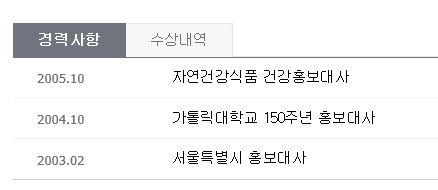 경력사항 수상내역
2005.10 자연건강식품 건강홍보대사
2004.10 가톨릭대학교 150주년 홍보대사
2003.02 서울특별시 홍보대사